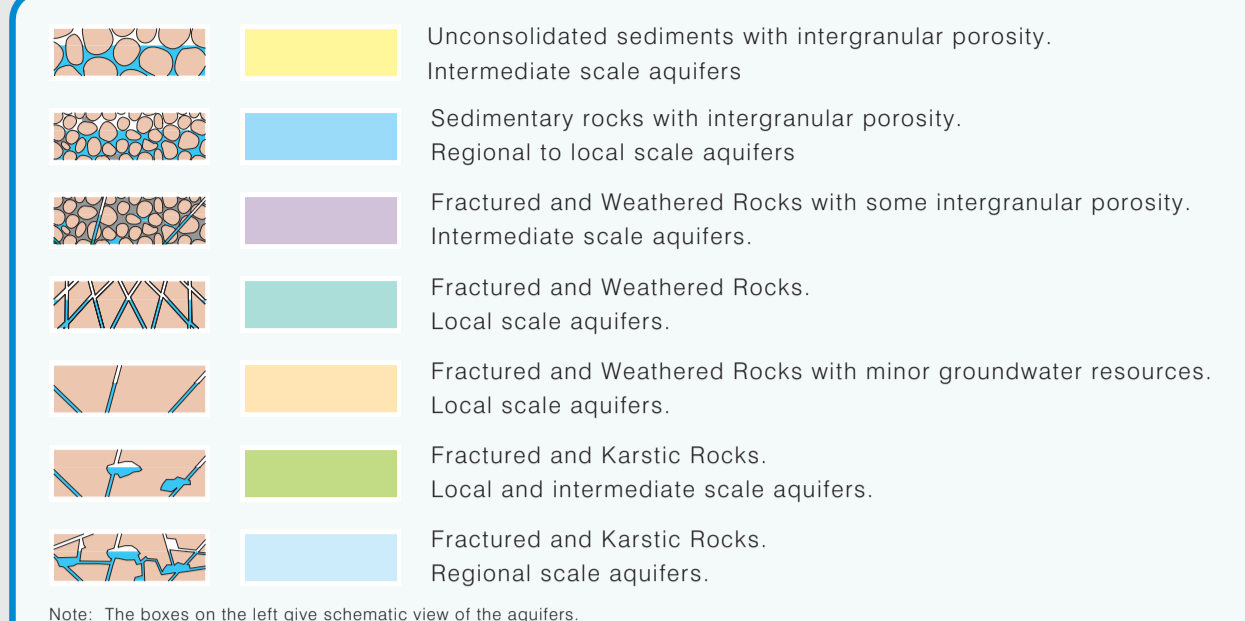 Unconsolidated sediments with intergranular porosity.
Intermediate scale aquifers
Sedimentary rocks with intergranular porosity.
Regional to local scale aquifers
Fractured and Weathered Rocks with some intergranular porosity.
Intermediate scale aquifers.
Fractured and Weathered Rocks.
Local scale aquifers.
Fractured and Weathered Rocks with minor groundwater resources.
Local scale aquifers.
Fractured and Karstic Rocks.
Local and intermediate scale aquifers.
Fractured and Karstic Rocks.
Regional scale aquifers.
Note: The boxes on the left give schematic view of the aquifers.